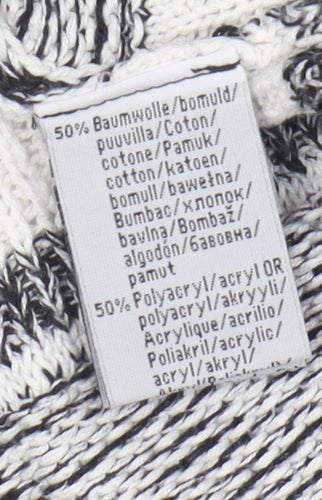 50% Baumwolle/bomuld/
puuvilla/Coton/
cotone/Pamuk/
cotton/katoen/
bomull/bawełna/
Bumbac/хлопок/
bavlna/Bombaž/
algodón/бавовна/
pamut
50% Polyacryl/acryl OR
polyacryl/akryyli/
Acrylique/acrilio/
Poliakril/acrylic/
acryl/akryl/